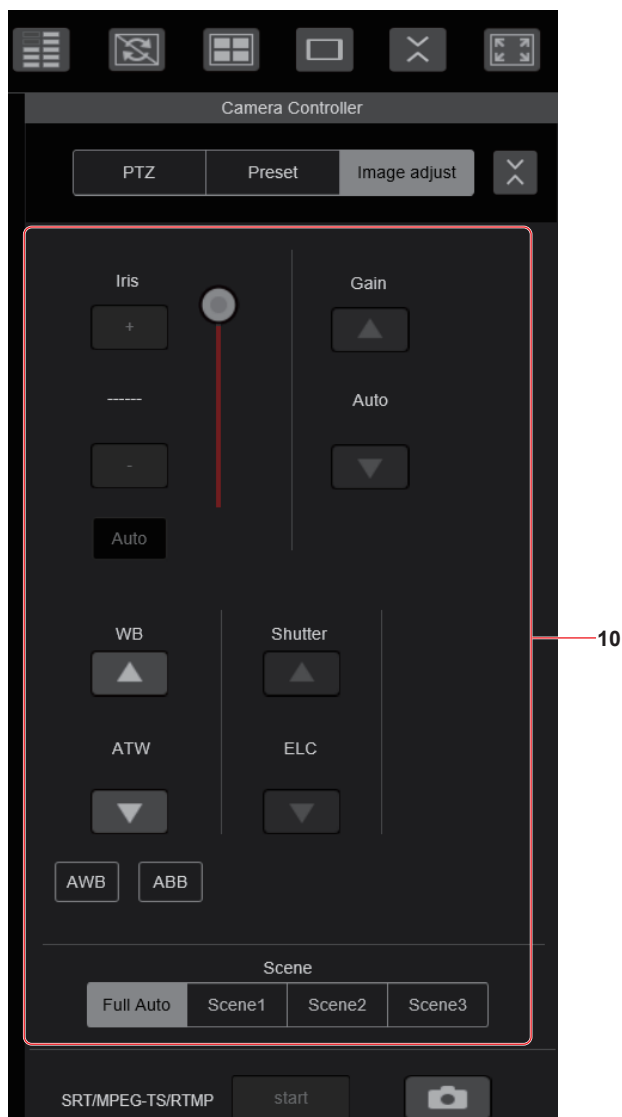 Camera Controller
PTZ Preset Image adjust
Iris Gain
+
------ Auto
-
Auto
10
WB Shutter
ATW ELC
AWB ABB
Scene
Full Auto Scene1 Scene2 Scene3
SRT/MPEG-TS/RTMP start